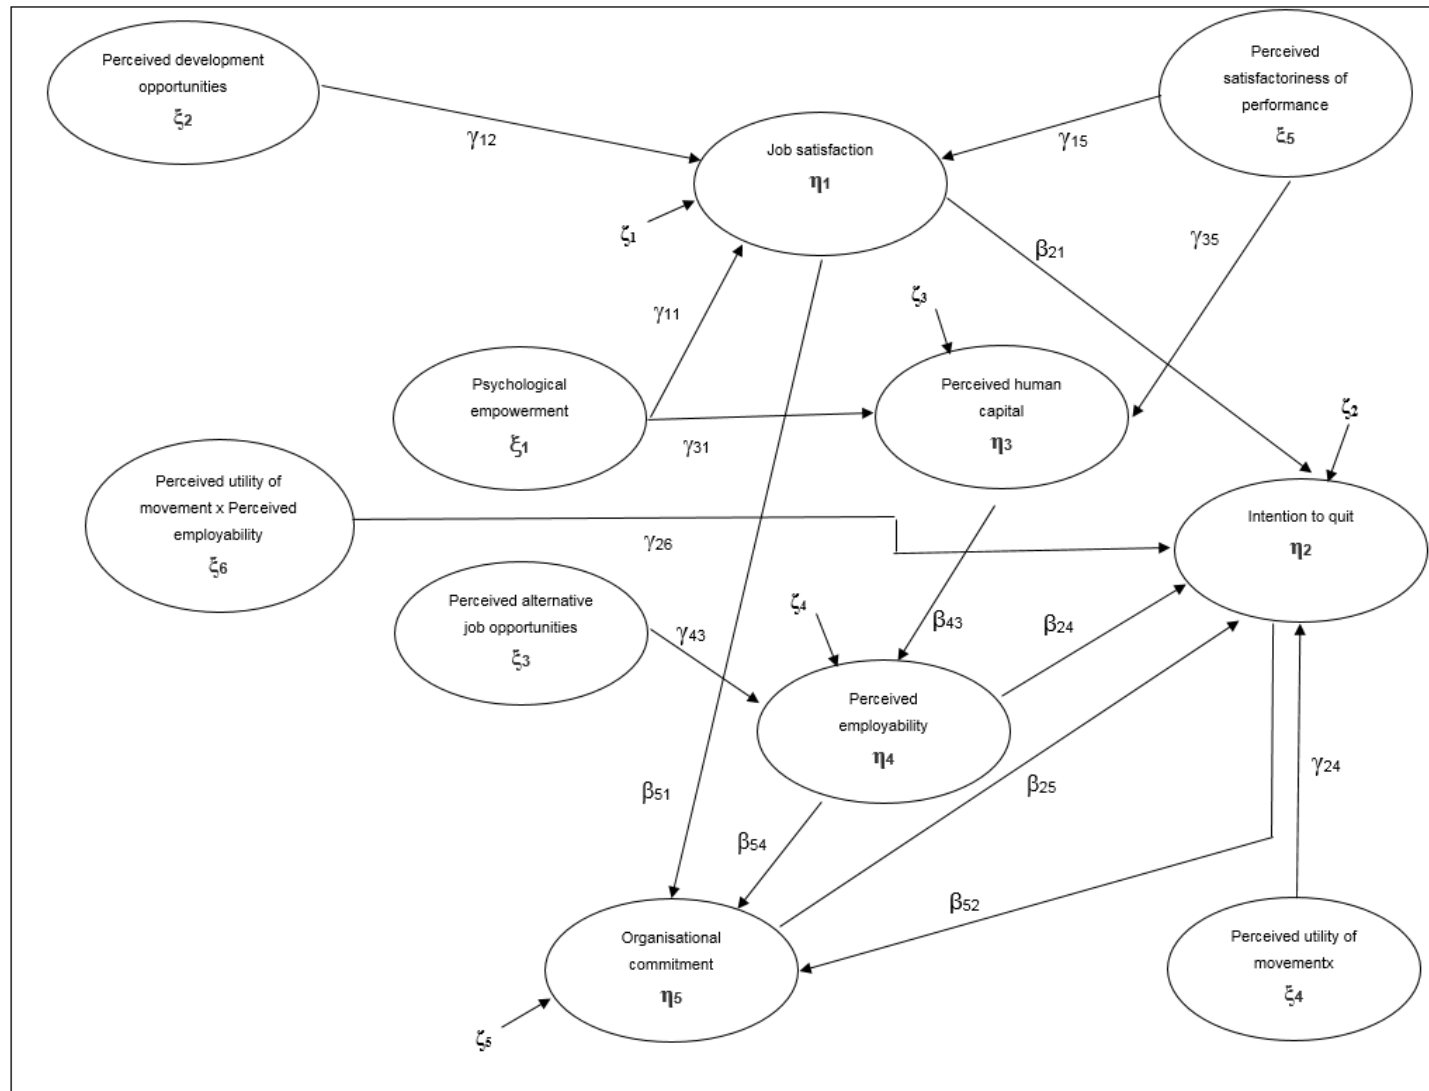 Perceived development
opportunities
ξ2
Perceived
satisfactoriness of
performance
ξ5
γ12
γ15
Job satisfaction
η1
ζ1
γ35
β21
γ11
ζ3
Psychological
empowerment
ξ1
γ31
Perceived human
capital
η3
ζ2
Perceived utility of
movement x Perceived
employability
ξ6
γ26
Intention to quit
η2
Perceived alternative
job opportunities
ξ3
γ43
ζ4
β43
β24
Perceived
employability
η4
β51
β54
β25
γ24
β52
Organisational
commitment
η5
ζ5
Perceived utility of
movementx
ξ4